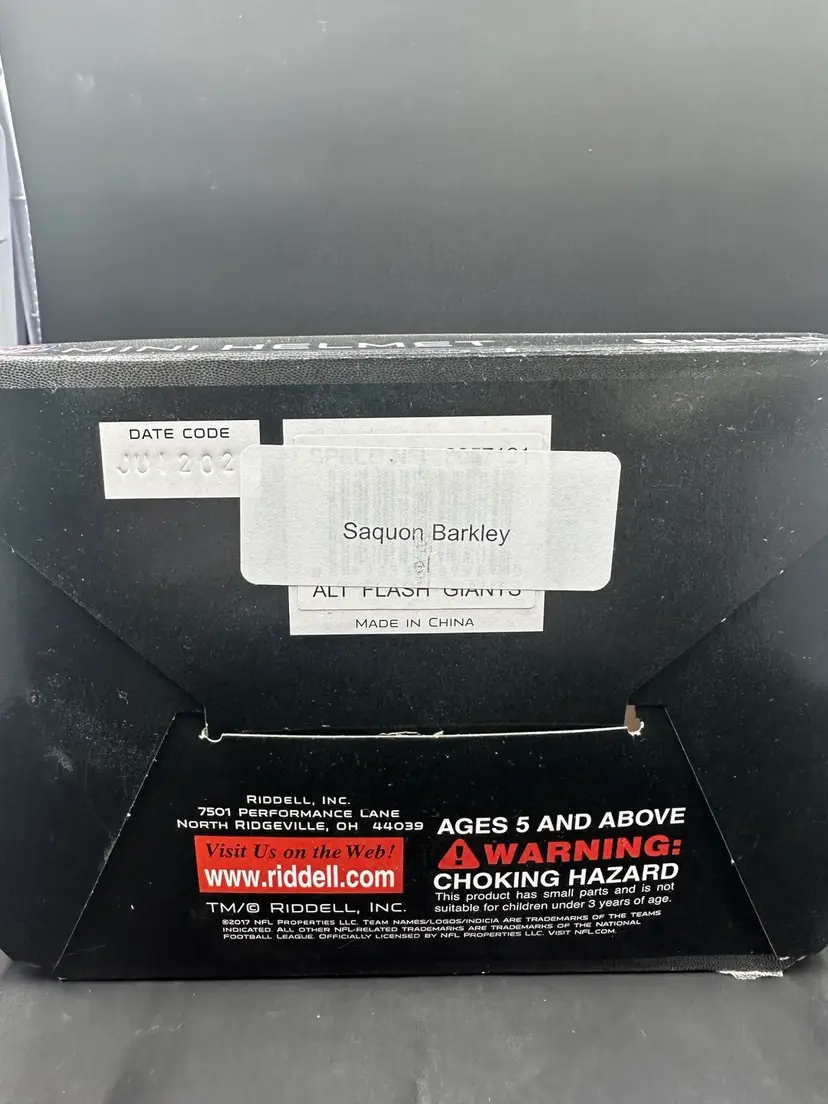 MINI HELMET
DATE CODE
Saquon Barkley
ALT FLASH GIANTS
MADE IN CHINA
RIDDELL, INC.
7501 PERFORMANCE LANE
NORTH RIDGEVILLE, OH 44039
Visit Us on the Web!
www.riddell.com
TM/© RIDDELL, INC.
AGES 5 AND ABOVE
WARNING:
CHOKING HAZARD
This product has small parts and is not
suitable for children under 3 years of age.
©2017 NFL PROPERTIES LLC. TEAM NAMES/LOGOS/INDICIA ARE TRADEMARKS OF THE TEAMS
INDICATED. ALL OTHER NFL-RELATED TRADEMARKS ARE TRADEMARKS OF THE NATIONAL
FOOTBALL LEAGUE. OFFICIALLY LICENSED BY NFL PROPERTIES LLC. VISIT NFL.COM.